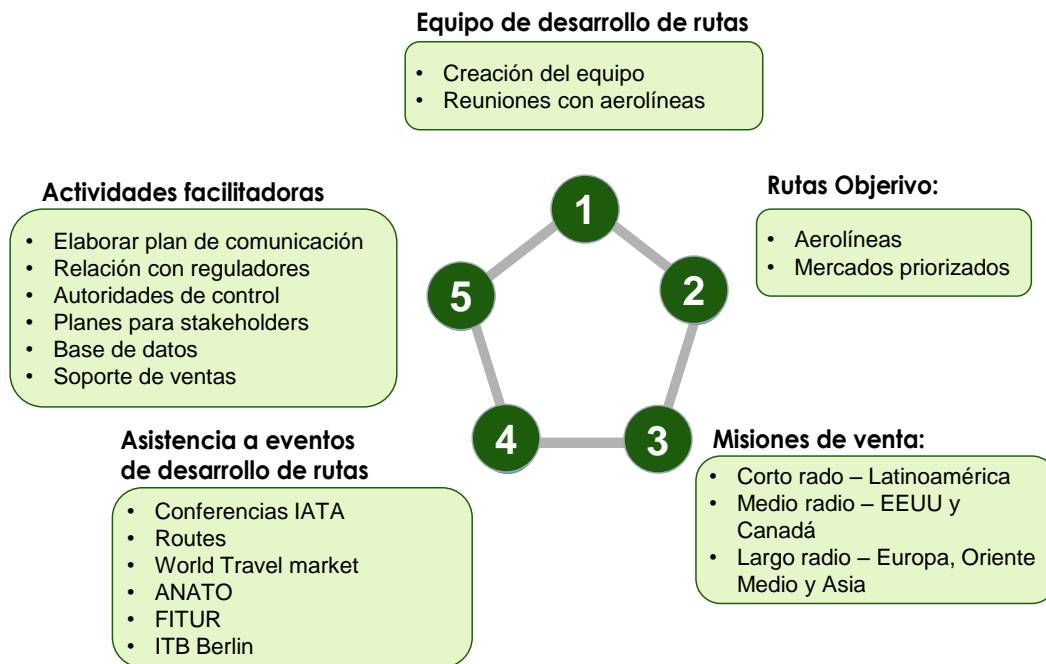 Equipo de desarrollo de rutas
• Creación del equipo
• Reuniones con aerolíneas
1
Rutas Objerivo:
• Aerolíneas
• Mercados priorizados
2
Misiones de venta:
• Corto rado – Latinoamérica
• Medio radio – EEUU y
Canadá
• Largo radio – Europa, Oriente
Medio y Asia
3
Asistencia a eventos
de desarrollo de rutas
• Conferencias IATA
• Routes
• World Travel market
• ANATO
• FITUR
• ITB Berlin
4
Actividades facilitadoras
• Elaborar plan de comunicación
• Relación con reguladores
• Autoridades de control
• Planes para stakeholders
• Base de datos
• Soporte de ventas
5